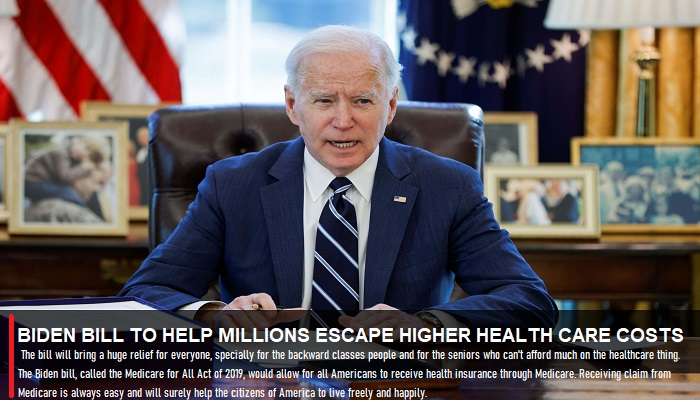 BIDEN BILL TO HELP MILLIONS ESCAPE HIGHER HEALTH CARE COSTS
The bill will bring a huge relief for everyone, specially for the backward classes people and for the seniors who can't afford much on the healthcare thing.
The Biden bill, called the Medicare for All Act of 2019, would allow for all Americans to receive health insurance through Medicare. Receiving claim from
Medicare is always easy and will surely help the citizens of America to live freely and happily.